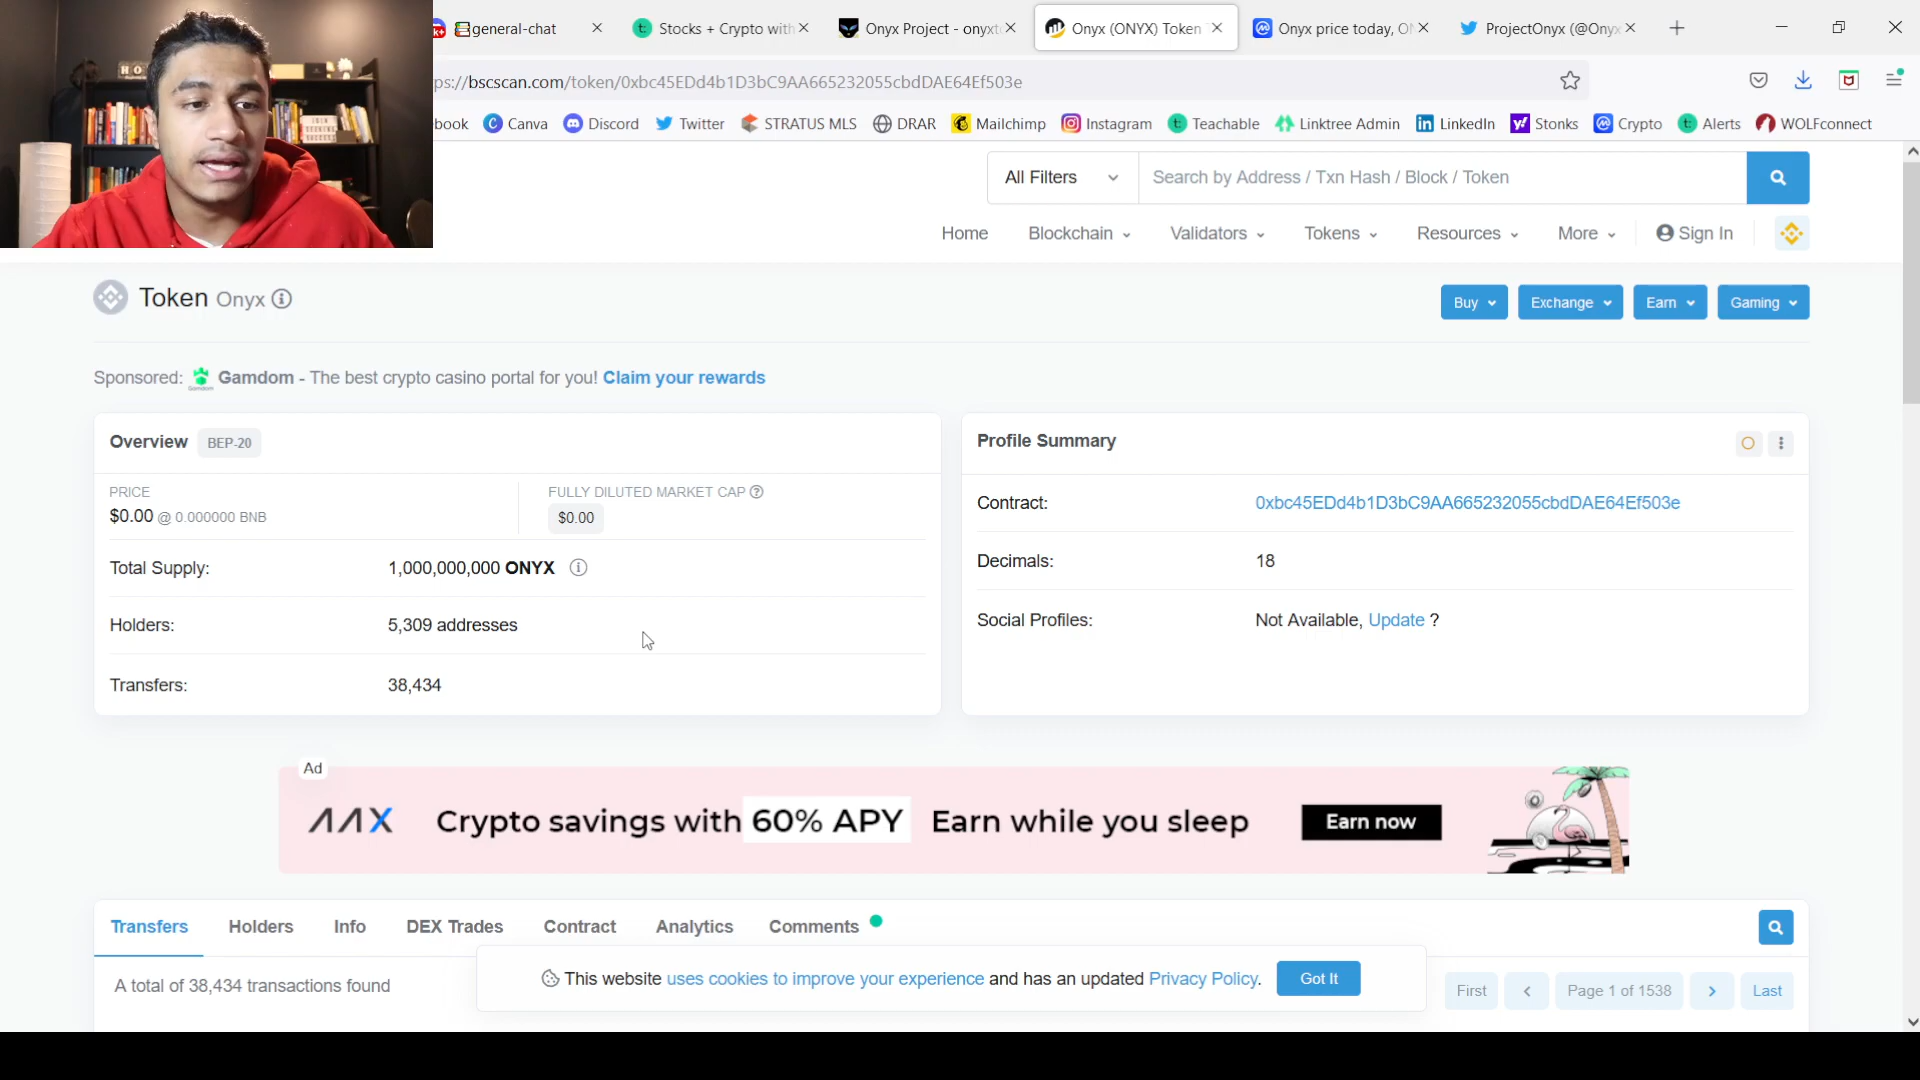 general-chat
Stocks + Crypto with
Onyx Project - onyxt
Onyx (ONYX) Token
Onyx price today, O
ProjectOnyx (@Onyx
ps://bscscan.com/token/0xbc45EDd4b1D3bC9AA665232055cbdDAE64Ef503e
book
Canva
Discord
Twitter
STRATUS MLS
DRAR
Mailchimp
Instagram
Teachable
Linktree Admin
LinkedIn
Stonks
Crypto
Alerts
WOLFconnect
All Filters
Search by Address / Txn Hash / Block / Token
Home
Blockchain
Validators
Tokens
Resources
More
Sign In
Token Onyx
Buy
Exchange
Earn
Gaming
Sponsored: Gamdom - The best crypto casino portal for you! Claim your rewards
Overview BEP-20
PRICE
$0.00 @ 0.000000 BNB
FULLY DILUTED MARKET CAP
$0.00
Total Supply: 1,000,000,000 ONYX
Holders: 5,309 addresses
Transfers: 38,434
Profile Summary
Contract: 0xbc45EDd4b1D3bC9AA665232055cbdDAE64Ef503e
Decimals: 18
Social Profiles: Not Available, Update ?
Ad
AAX Crypto savings with 60% APY Earn while you sleep Earn now
Transfers
Holders
Info
DEX Trades
Contract
Analytics
Comments
A total of 38,434 transactions found
This website uses cookies to improve your experience and has an updated Privacy Policy. Got It
First
Page 1 of 1538
Last